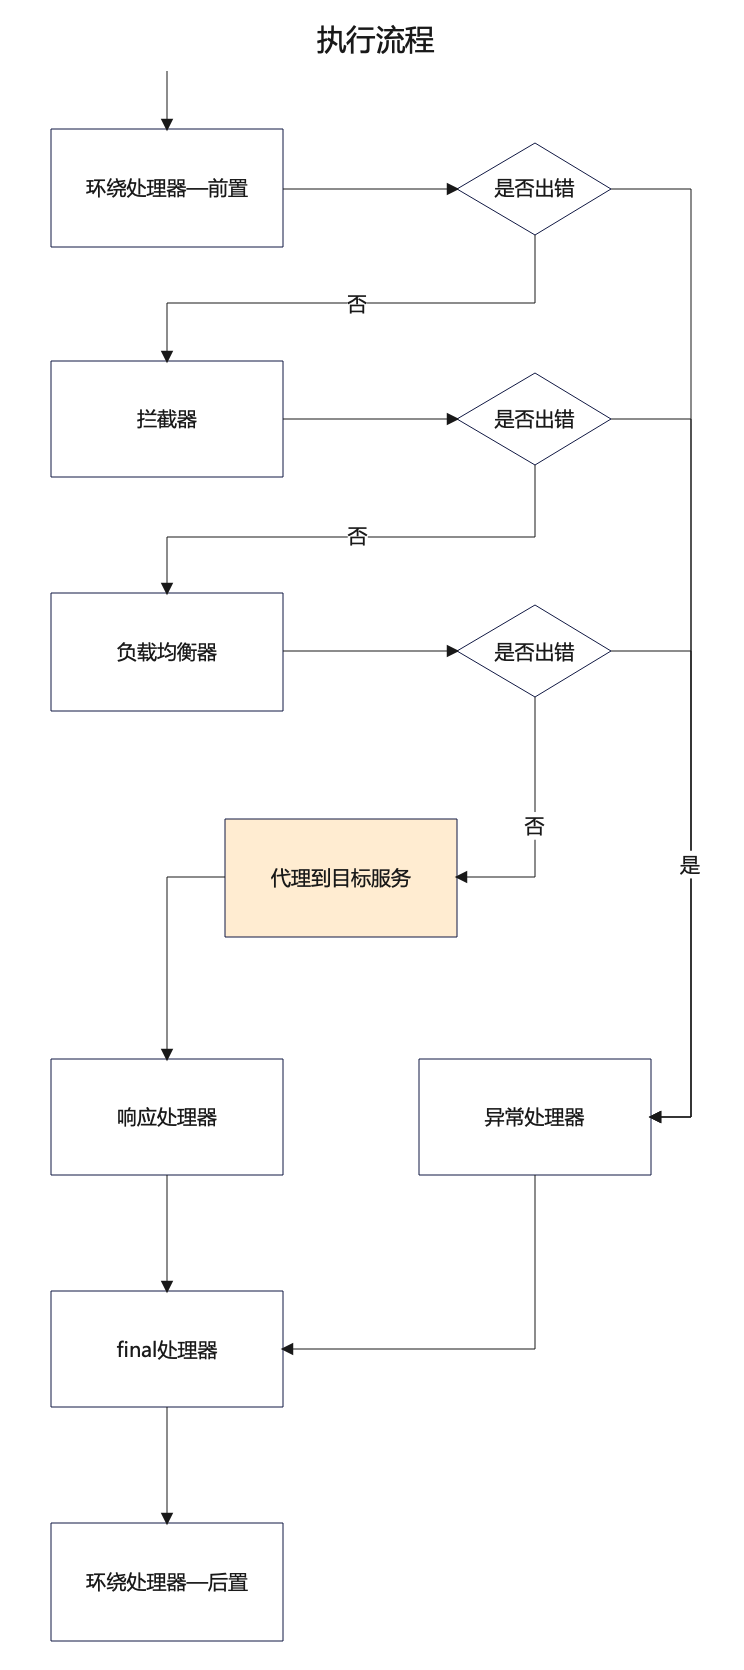 执行流程
环绕处理器—前置
是否出错
否
拦截器
是否出错
否
负载均衡器
是否出错
否
是
代理到目标服务
响应处理器
异常处理器
final处理器
环绕处理器—后置